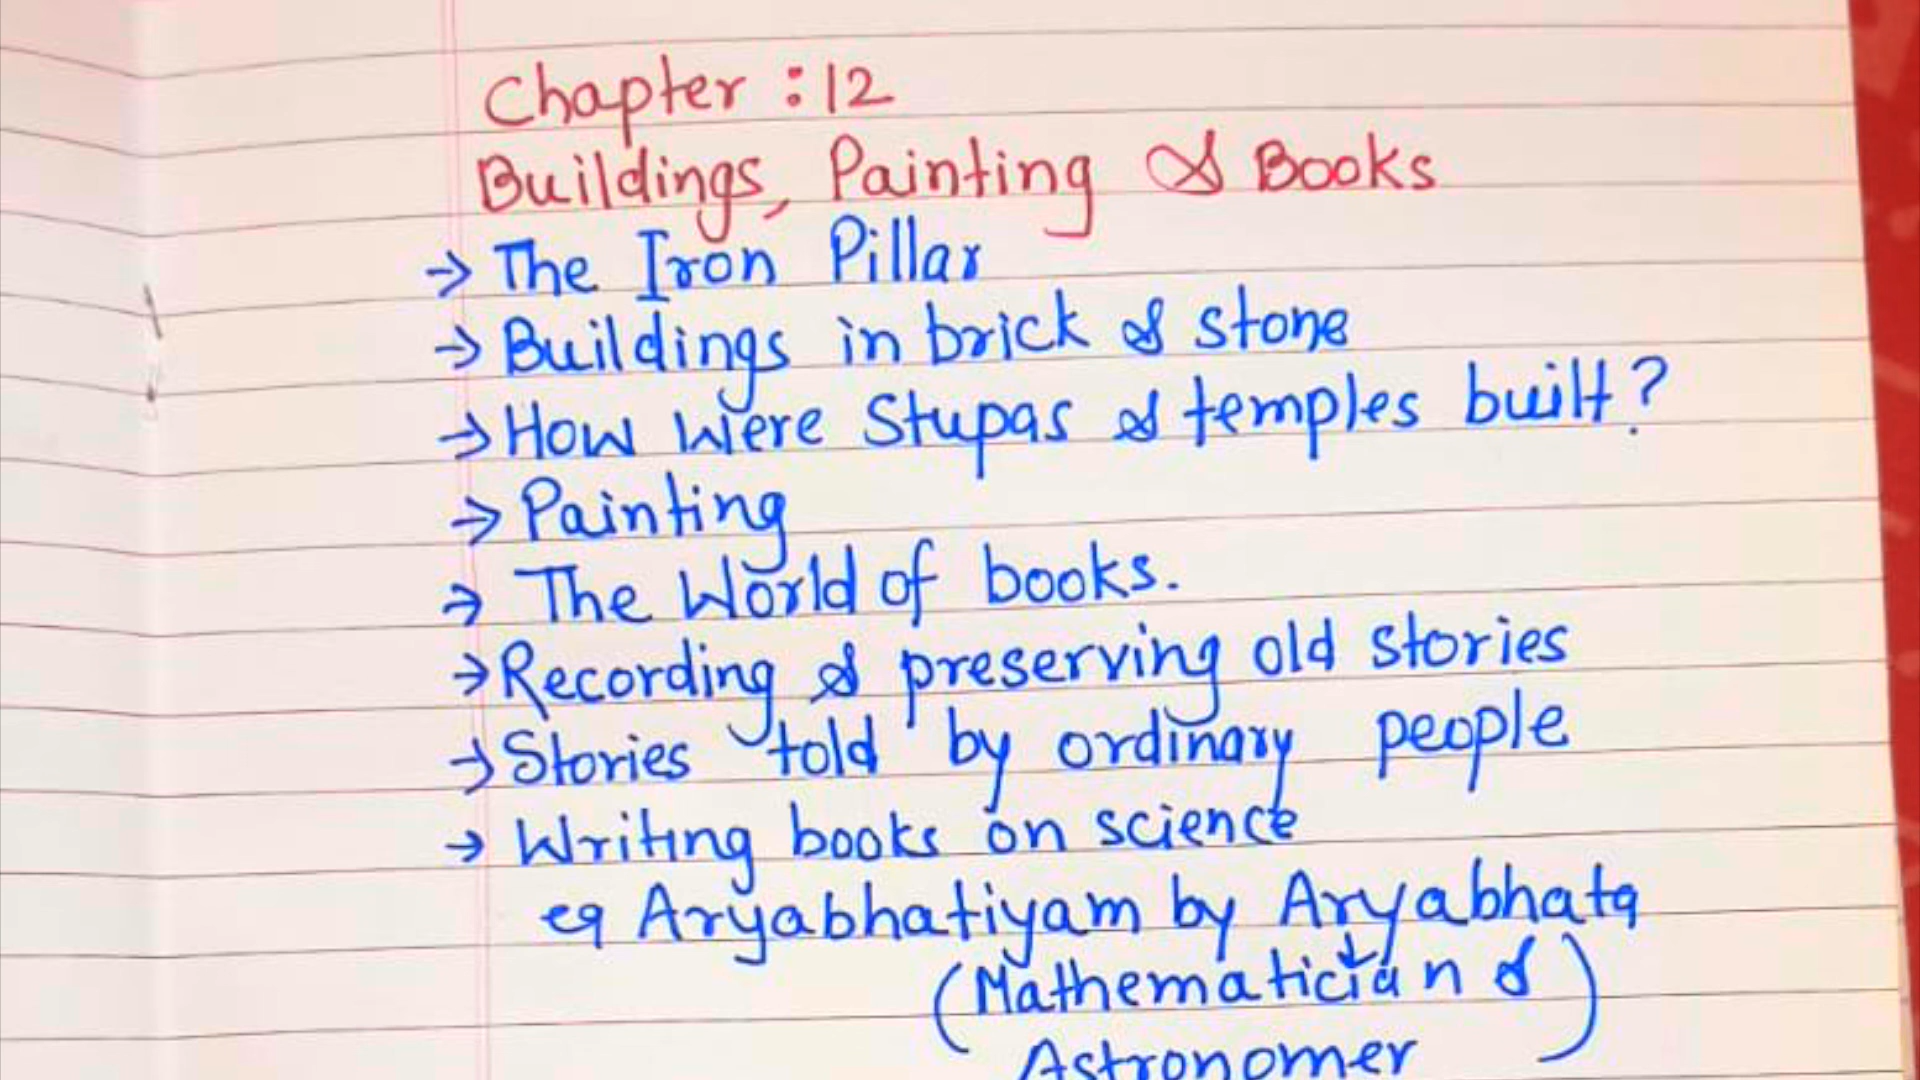 Chapter : 12
Buildings, Painting & Books
→ The Iron Pillar
→ Buildings in brick & stone
→ How were Stupas & temples built?
→ Painting
→ The World of books.
→ Recording & preserving old stories
→ Stories told by ordinary people
→ Writing books on science
eg Aryabhatiyam by Aryabhata
↓
(Mathematician &
Astronomer)